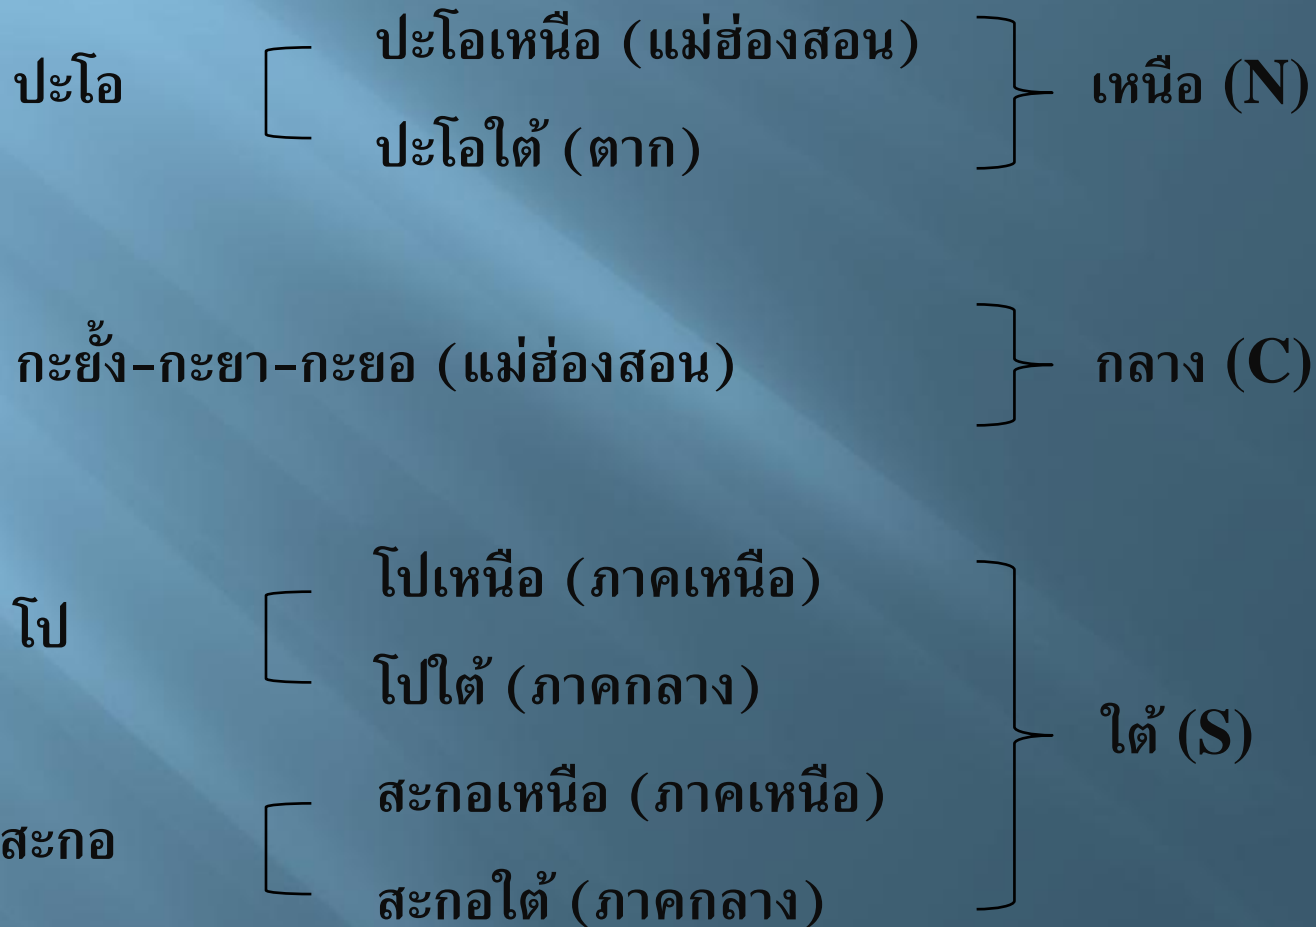 ปะโอเหนือ (แม่ฮ่องสอน)
ปะโอ
เหนือ (N)
ปะโอใต้ (ตาก)
กะยั้ง-กะยา-กะยอ (แม่ฮ่องสอน)
กลาง (C)
โปเหนือ (ภาคเหนือ)
โป
โปใต้ (ภาคกลาง)
ใต้ (S)
สะกอเหนือ (ภาคเหนือ)
สะกอ
สะกอใต้ (ภาคกลาง)